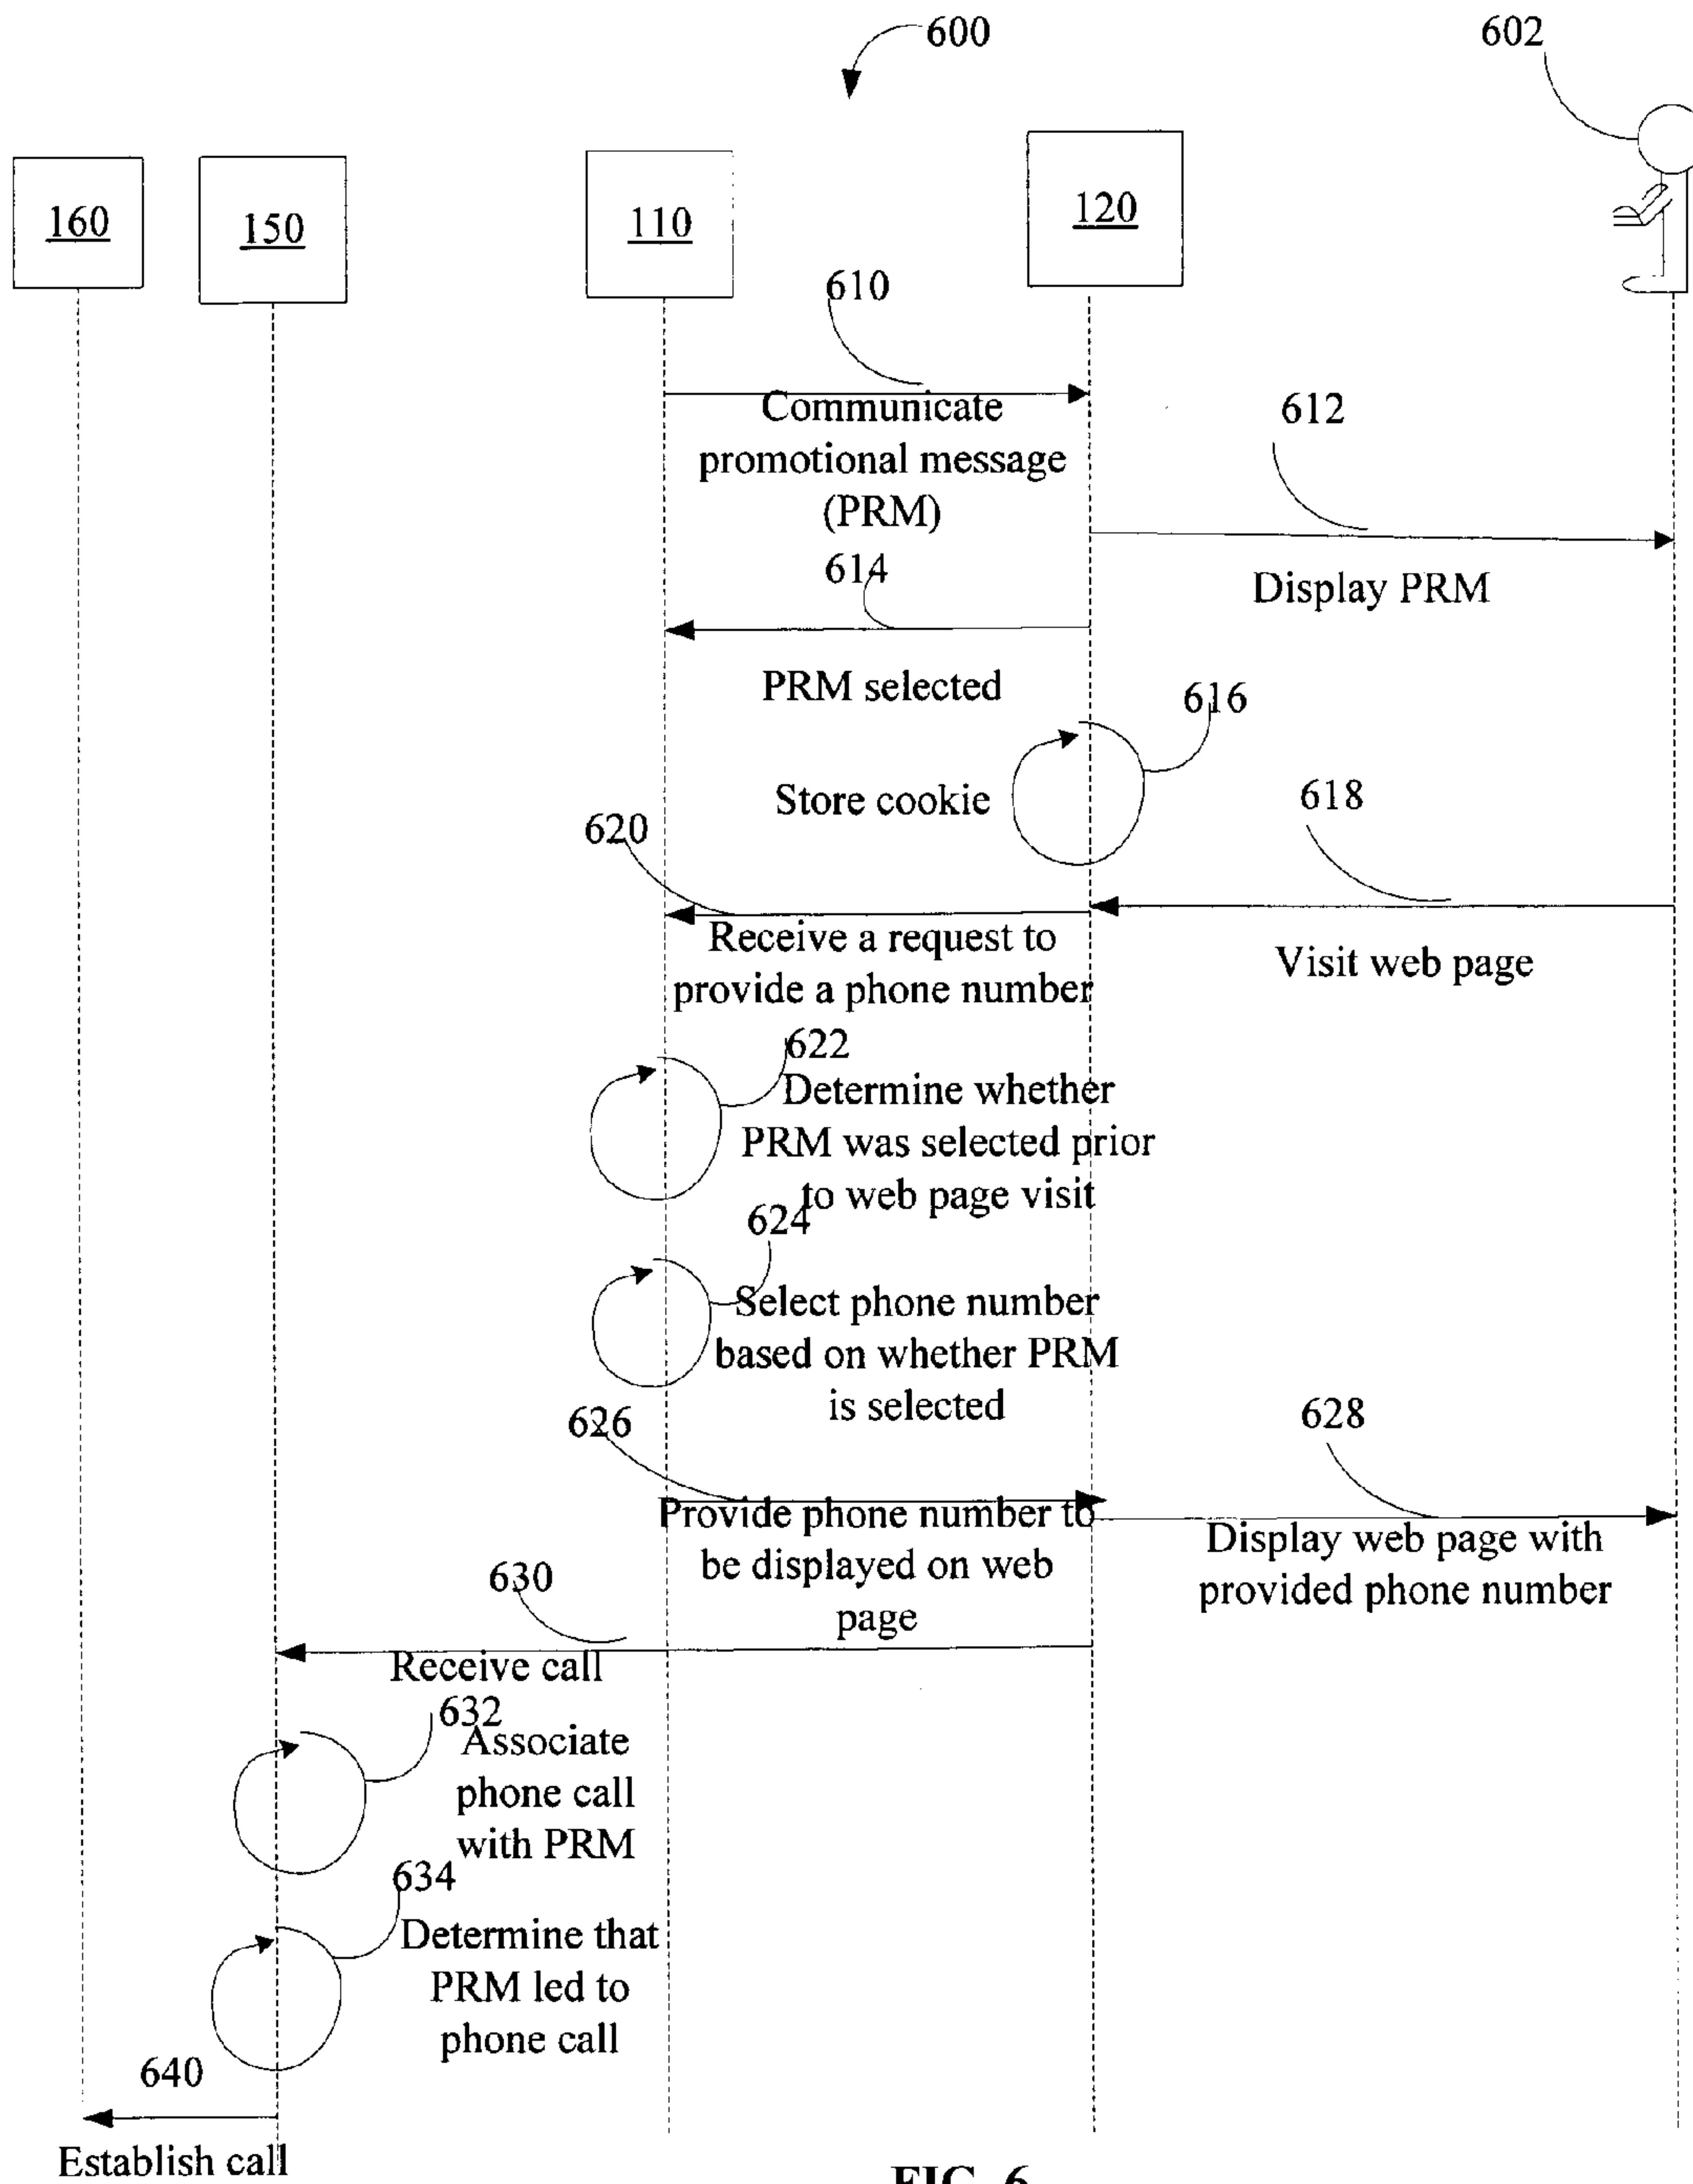 600
602
160
150
110
120
610
Communicate
promotional message
(PRM)
612
Display PRM
614
PRM selected
616
Store cookie
618
Visit web page
620
Receive a request to
provide a phone number
622
Determine whether
PRM was selected prior
to web page visit
624
Select phone number
based on whether PRM
is selected
626
Provide phone number to
be displayed on web
page
628
Display web page with
provided phone number
630
Receive call
632
Associate
phone call
with PRM
634
Determine that
PRM led to
phone call
640
Establish call
FIG. 6